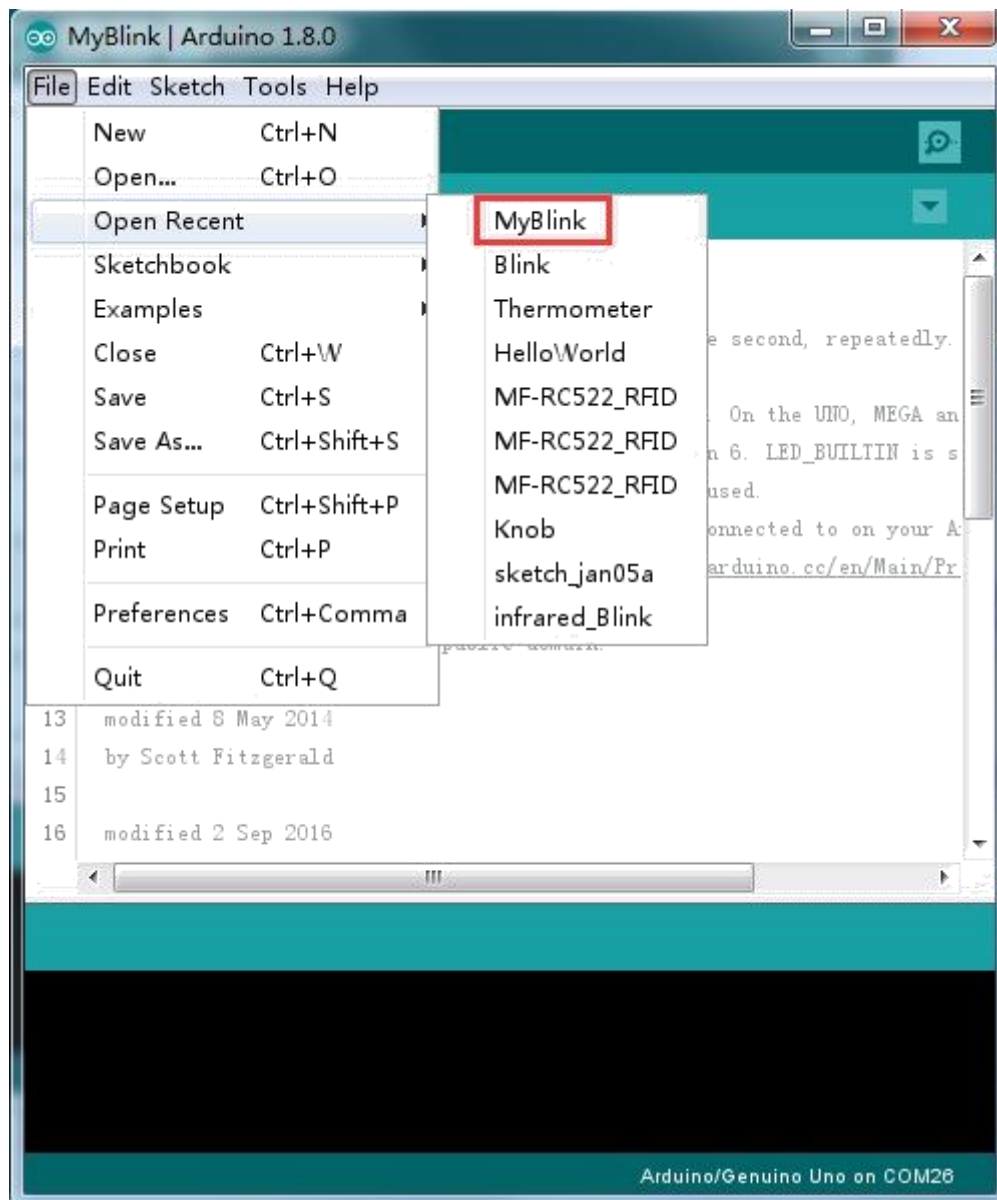 MyBlink | Arduino 1.8.0
File Edit Sketch Tools Help
New Ctrl+N
Open... Ctrl+O
Open Recent
Sketchbook
Examples
Close Ctrl+W
Save Ctrl+S
Save As... Ctrl+Shift+S
Page Setup Ctrl+Shift+P
Print Ctrl+P
Preferences Ctrl+Comma
Quit Ctrl+Q
MyBlink
Blink
Thermometer
HelloWorld
MF-RC522_RFID
MF-RC522_RFID
MF-RC522_RFID
Knob
sketch_jan05a
infrared_Blink
second, repeatedly.
. On the UNO, MEGA an
6. LED_BUILTIN is s
used.
to on your A
arduino.cc/en/Main/Pr
domain.
13 modified 8 May 2014
14 by Scott Fitzgerald
15
16 modified 2 Sep 2016
Arduino/Genuino Uno on COM26